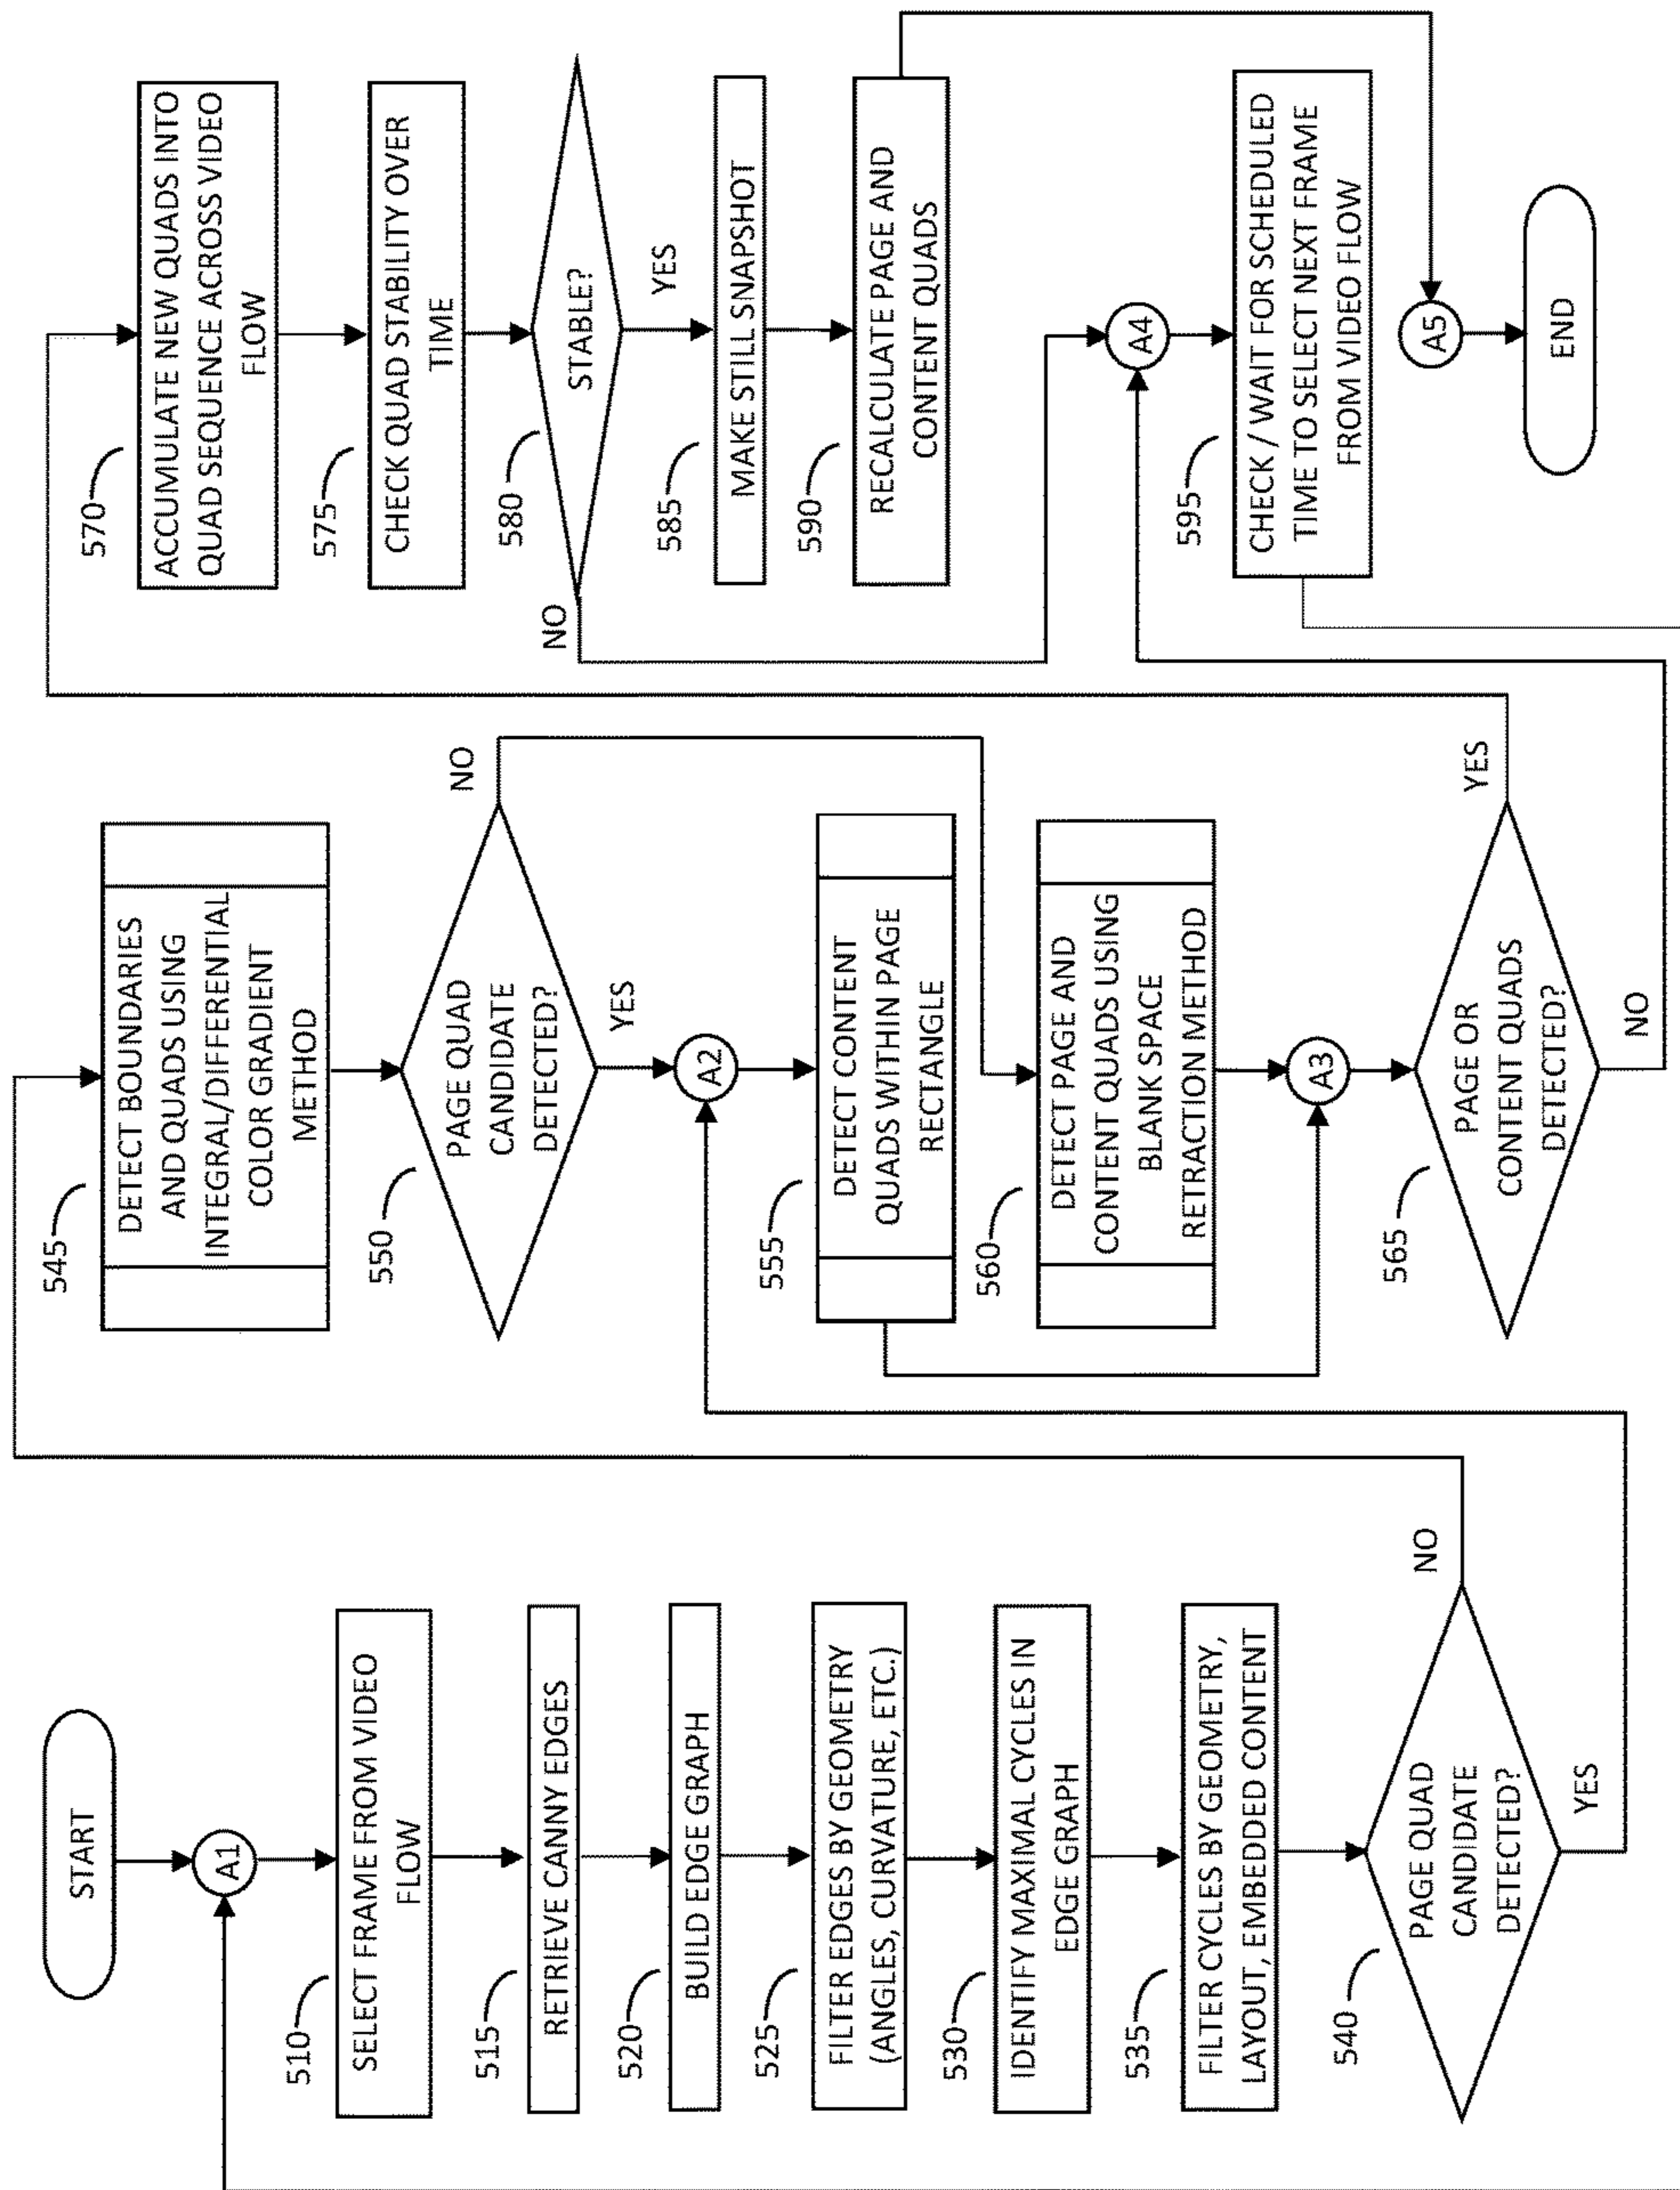 START
A1
510
SELECT FRAME FROM VIDEO
FLOW
515
RETRIEVE CANNY EDGES
520
BUILD EDGE GRAPH
525
FILTER EDGES BY GEOMETRY
(ANGLES, CURVATURE, ETC.)
530
IDENTIFY MAXIMAL CYCLES IN
EDGE GRAPH
535
FILTER CYCLES BY GEOMETRY,
LAYOUT, EMBEDDED CONTENT
540
PAGE QUAD
CANDIDATE
DETECTED?
NO
YES
545
DETECT BOUNDARIES
AND QUADS USING
INTEGRAL/DIFFERENTIAL
COLOR GRADIENT
METHOD
550
PAGE QUAD
CANDIDATE
DETECTED?
NO
YES
A2
555
DETECT CONTENT
QUADS WITHIN PAGE
RECTANGLE
560
DETECT PAGE AND
CONTENT QUADS USING
BLANK SPACE
RETRACTION METHOD
A3
565
PAGE OR
CONTENT QUADS
DETECTED?
YES
NO
570
ACCUMULATE NEW QUADS INTO
QUAD SEQUENCE ACROSS VIDEO
FLOW
575
CHECK QUAD STABILITY OVER
TIME
580
STABLE?
NO
YES
585
MAKE STILL SNAPSHOT
590
RECALCULATE PAGE AND
CONTENT QUADS
A4
595
CHECK / WAIT FOR SCHEDULED
TIME TO SELECT NEXT FRAME
FROM VIDEO FLOW
A5
END